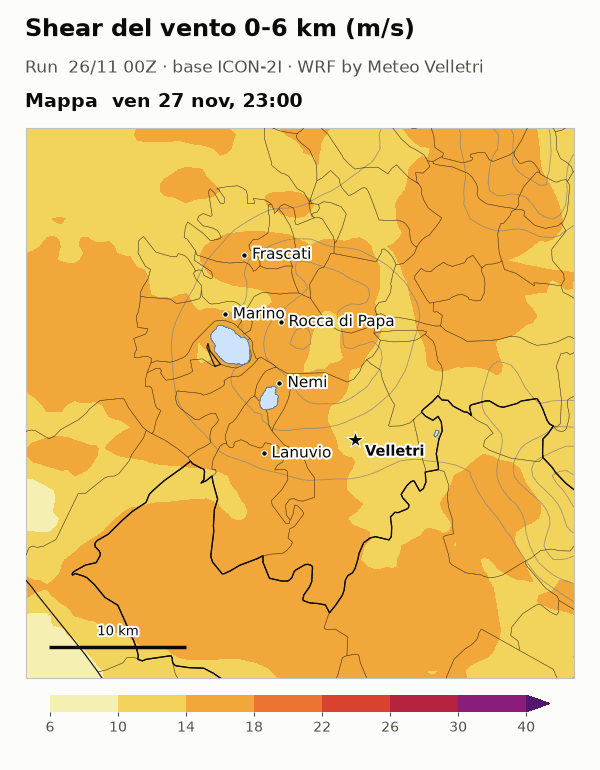 Shear del vento 0-6 km (m/s)
Run  26/11 00Z · base ICON-2I · WRF by Meteo Velletri
Mappa  ven 27 nov, 23:00
Frascati
Marino
Rocca di Papa
Nemi
Velletri
Lanuvio
10 km
6 10 14 18 22 26 30 40